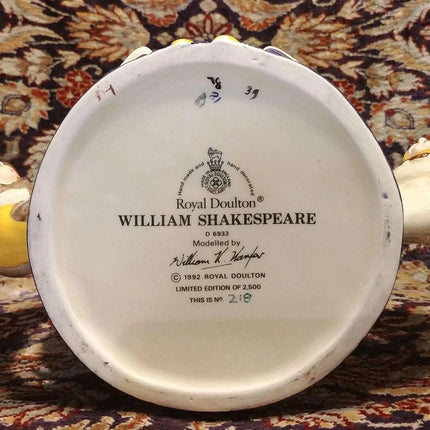 39
Hand made and hand decorated
Royal Doulton®
WILLIAM SHAKESPEARE
D 6933
Modelled by
William K Harper
© 1992 ROYAL DOULTON
LIMITED EDITION OF 2,500
THIS IS Nº 218